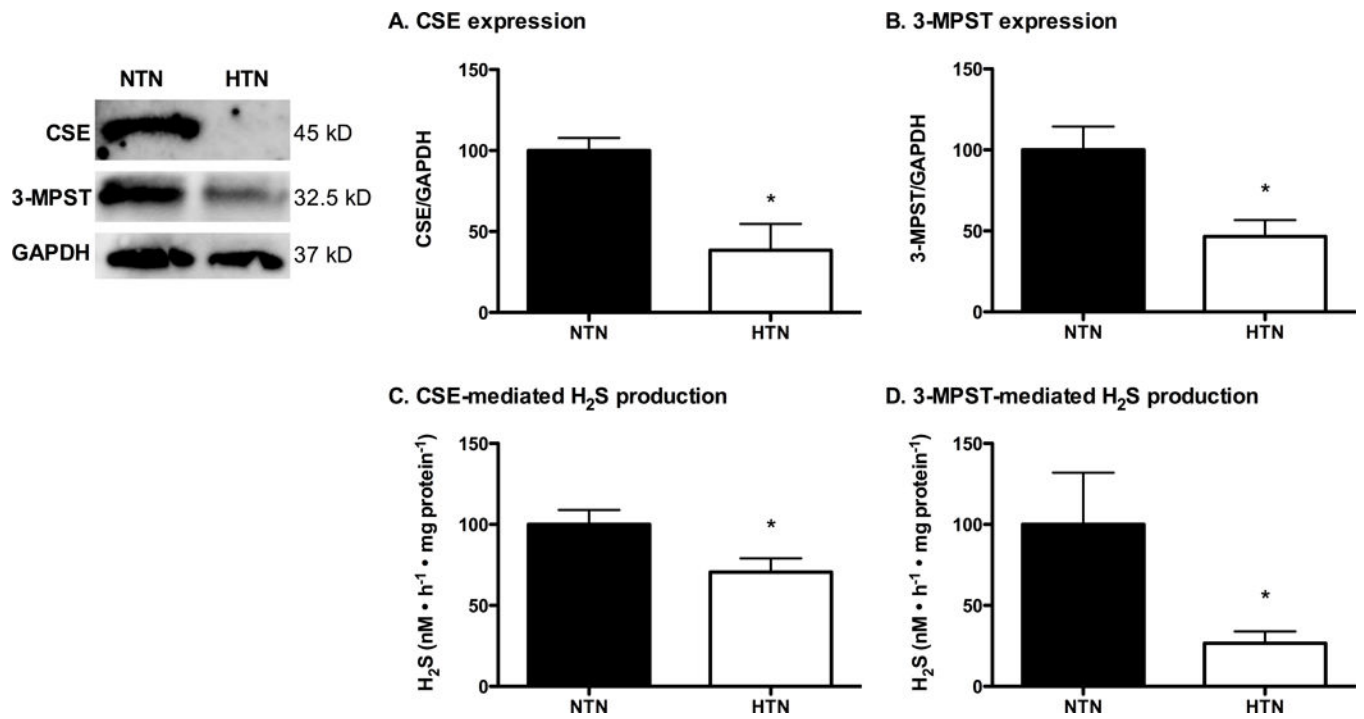 NTN HTN
CSE 45 kD
3-MPST 32.5 kD
GAPDH 37 kD
A. CSE expression
CSE/GAPDH
150
100
50
0
NTN HTN
*
B. 3-MPST expression
3-MPST/GAPDH
150
100
50
0
NTN HTN
*
C. CSE-mediated H₂S production
H₂S (nM • h⁻¹ • mg protein⁻¹)
150
100
50
0
NTN HTN
*
D. 3-MPST-mediated H₂S production
H₂S (nM • h⁻¹ • mg protein⁻¹)
150
100
50
0
NTN HTN
*